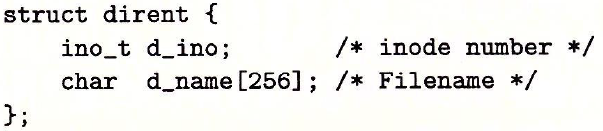 struct dirent {
    ino_t d_ino;        /* inode number */
    char  d_name[256]; /* Filename */
};